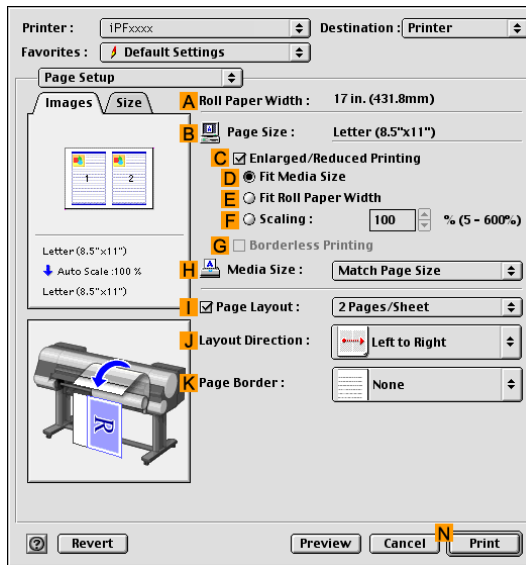 Printer : iPFxxxx Destination : Printer
Favorites : Default Settings
Page Setup
Images Size
A Roll Paper Width : 17 in. (431.8mm)
B Page Size : Letter (8.5"x11")
C Enlarged/Reduced Printing
D Fit Media Size
E Fit Roll Paper Width
F Scaling : 100 % (5 - 600%)
G Borderless Printing
H Media Size : Match Page Size
I Page Layout : 2 Pages/Sheet
J Layout Direction : Left to Right
K Page Border : None
1 2
Letter (8.5"x11")
Auto Scale :100 %
Letter (8.5"x11")
R
? Revert Preview Cancel N Print